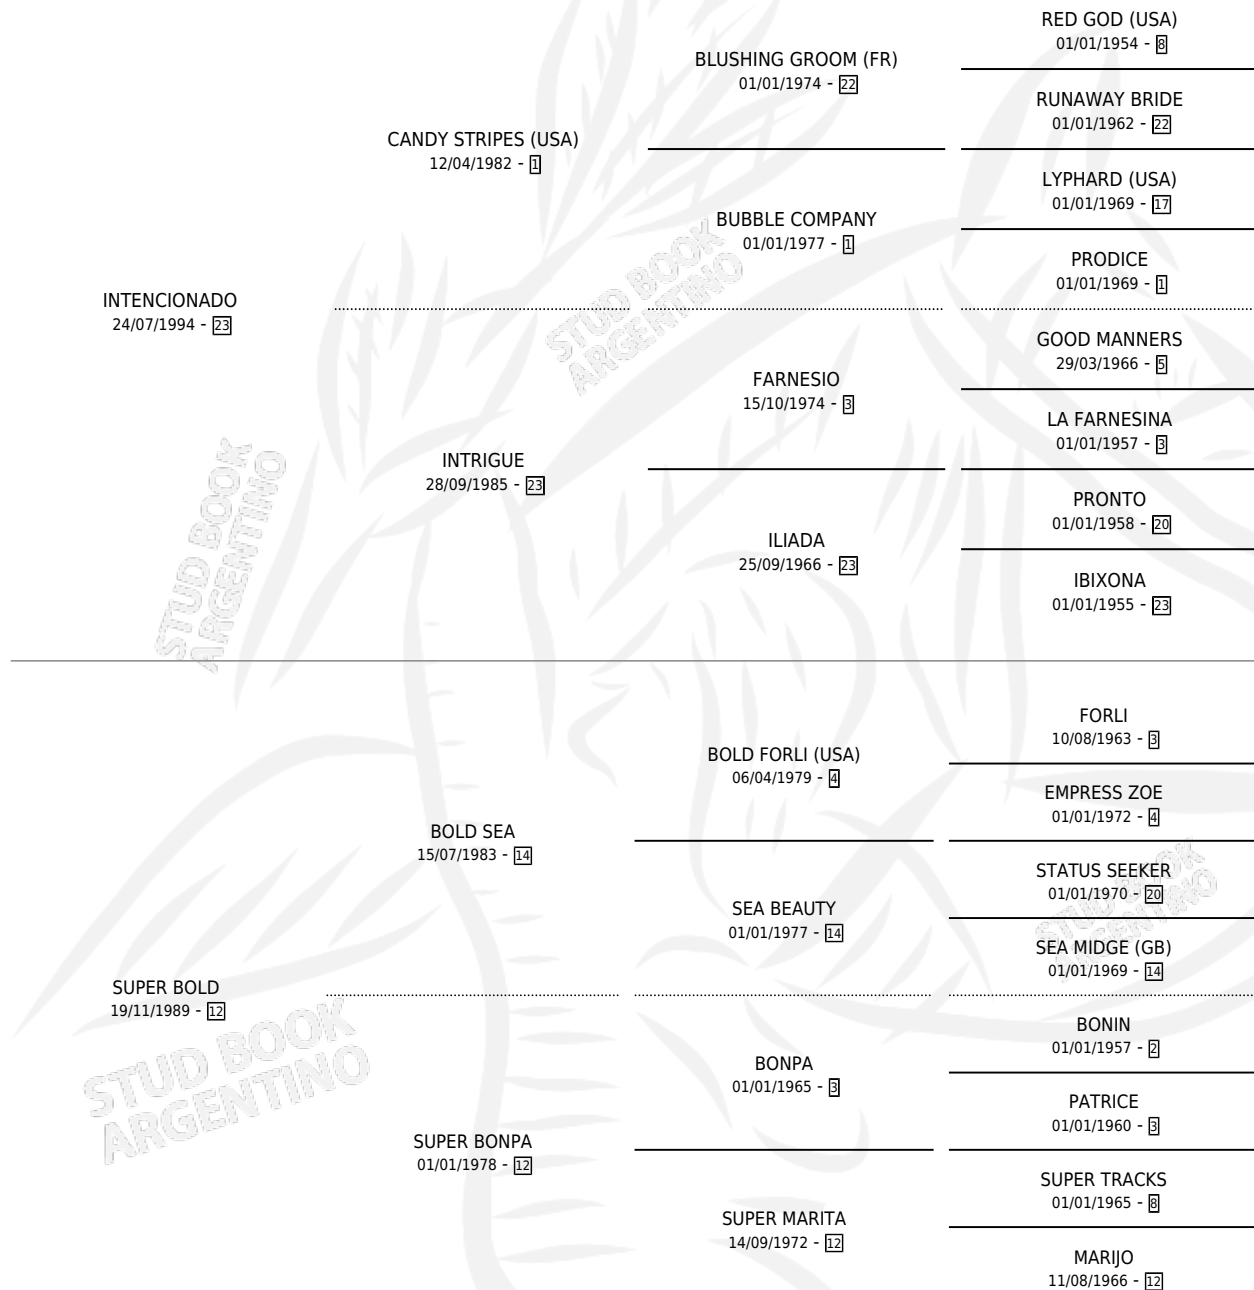 RED GOD (USA)
01/01/1954 - 8
BLUSHING GROOM (FR)
01/01/1974 - 22
RUNAWAY BRIDE
01/01/1962 - 22
CANDY STRIPES (USA)
12/04/1982 - 1
LYPHARD (USA)
01/01/1969 - 17
BUBBLE COMPANY
01/01/1977 - 1
PRODICE
01/01/1969 - 1
INTENCIONADO
24/07/1994 - 23
GOOD MANNERS
29/03/1966 - 5
FARNESIO
15/10/1974 - 3
LA FARNESINA
01/01/1957 - 3
INTRIGUE
28/09/1985 - 23
PRONTO
01/01/1958 - 20
ILIADA
25/09/1966 - 23
IBIXONA
01/01/1955 - 23
STUD BOOK
ARGENTINO
STUD BOOK
ARGENTINO
FORLI
10/08/1963 - 3
BOLD FORLI (USA)
06/04/1979 - 4
EMPRESS ZOE
01/01/1972 - 4
BOLD SEA
15/07/1983 - 14
STATUS SEEKER
01/01/1970 - 20
SEA BEAUTY
01/01/1977 - 14
SEA MIDGE (GB)
01/01/1969 - 14
STUD BOOK
ARGENTINO
SUPER BOLD
19/11/1989 - 12
BONIN
01/01/1957 - 2
BONPA
01/01/1965 - 3
PATRICE
01/01/1960 - 3
SUPER BONPA
01/01/1978 - 12
SUPER TRACKS
01/01/1965 - 8
SUPER MARITA
14/09/1972 - 12
MARIJO
11/08/1966 - 12
STUD BOOK
ARGENTINO